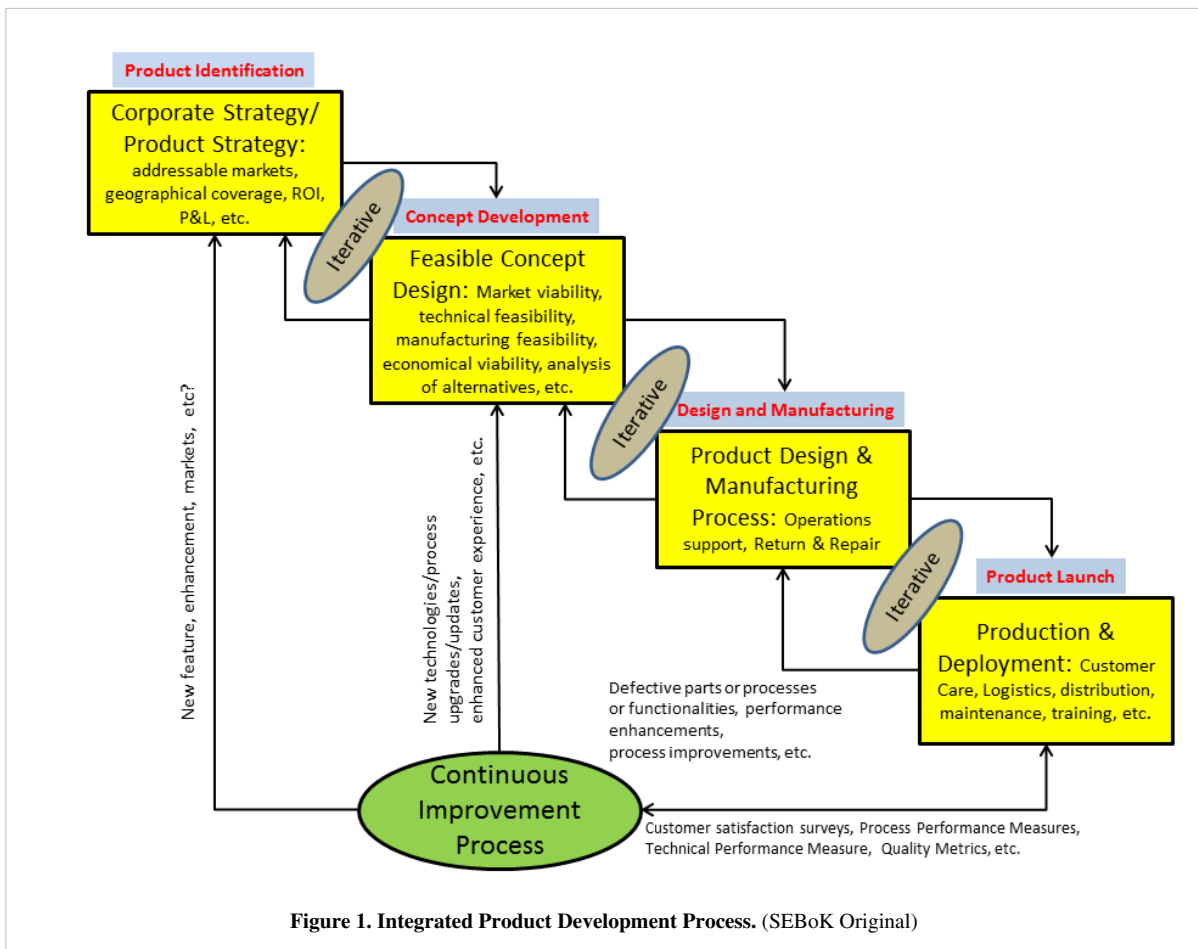 Product Identification
Corporate Strategy/
Product Strategy:
addressable markets,
geographical coverage, ROI,
P&L, etc.
Iterative
Concept Development
Feasible Concept
Design: Market viability,
technical feasibility,
manufacturing feasibility,
economical viability, analysis
of alternatives, etc.
Iterative
Design and Manufacturing
Product Design &
Manufacturing
Process: Operations
support, Return & Repair
Iterative
Product Launch
Production &
Deployment: Customer
Care, Logistics, distribution,
maintenance, training, etc.
New feature, enhancement, markets, etc?
New technologies/process
upgrades/updates,
enhanced customer experience, etc.
Defective parts or processes
or functionalities, performance
enhancements,
process improvements, etc.
Continuous
Improvement
Process
Customer satisfaction surveys, Process Performance Measures,
Technical Performance Measure, Quality Metrics, etc.
Figure 1. Integrated Product Development Process. (SEBoK Original)